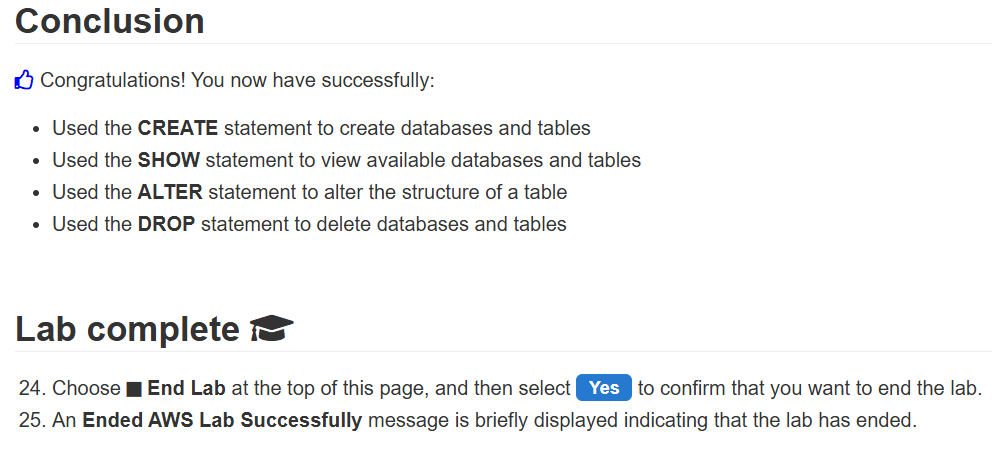 Conclusion
Congratulations! You now have successfully:
• Used the CREATE statement to create databases and tables
• Used the SHOW statement to view available databases and tables
• Used the ALTER statement to alter the structure of a table
• Used the DROP statement to delete databases and tables
Lab complete
24. Choose ■ End Lab at the top of this page, and then select Yes to confirm that you want to end the lab.
25. An Ended AWS Lab Successfully message is briefly displayed indicating that the lab has ended.